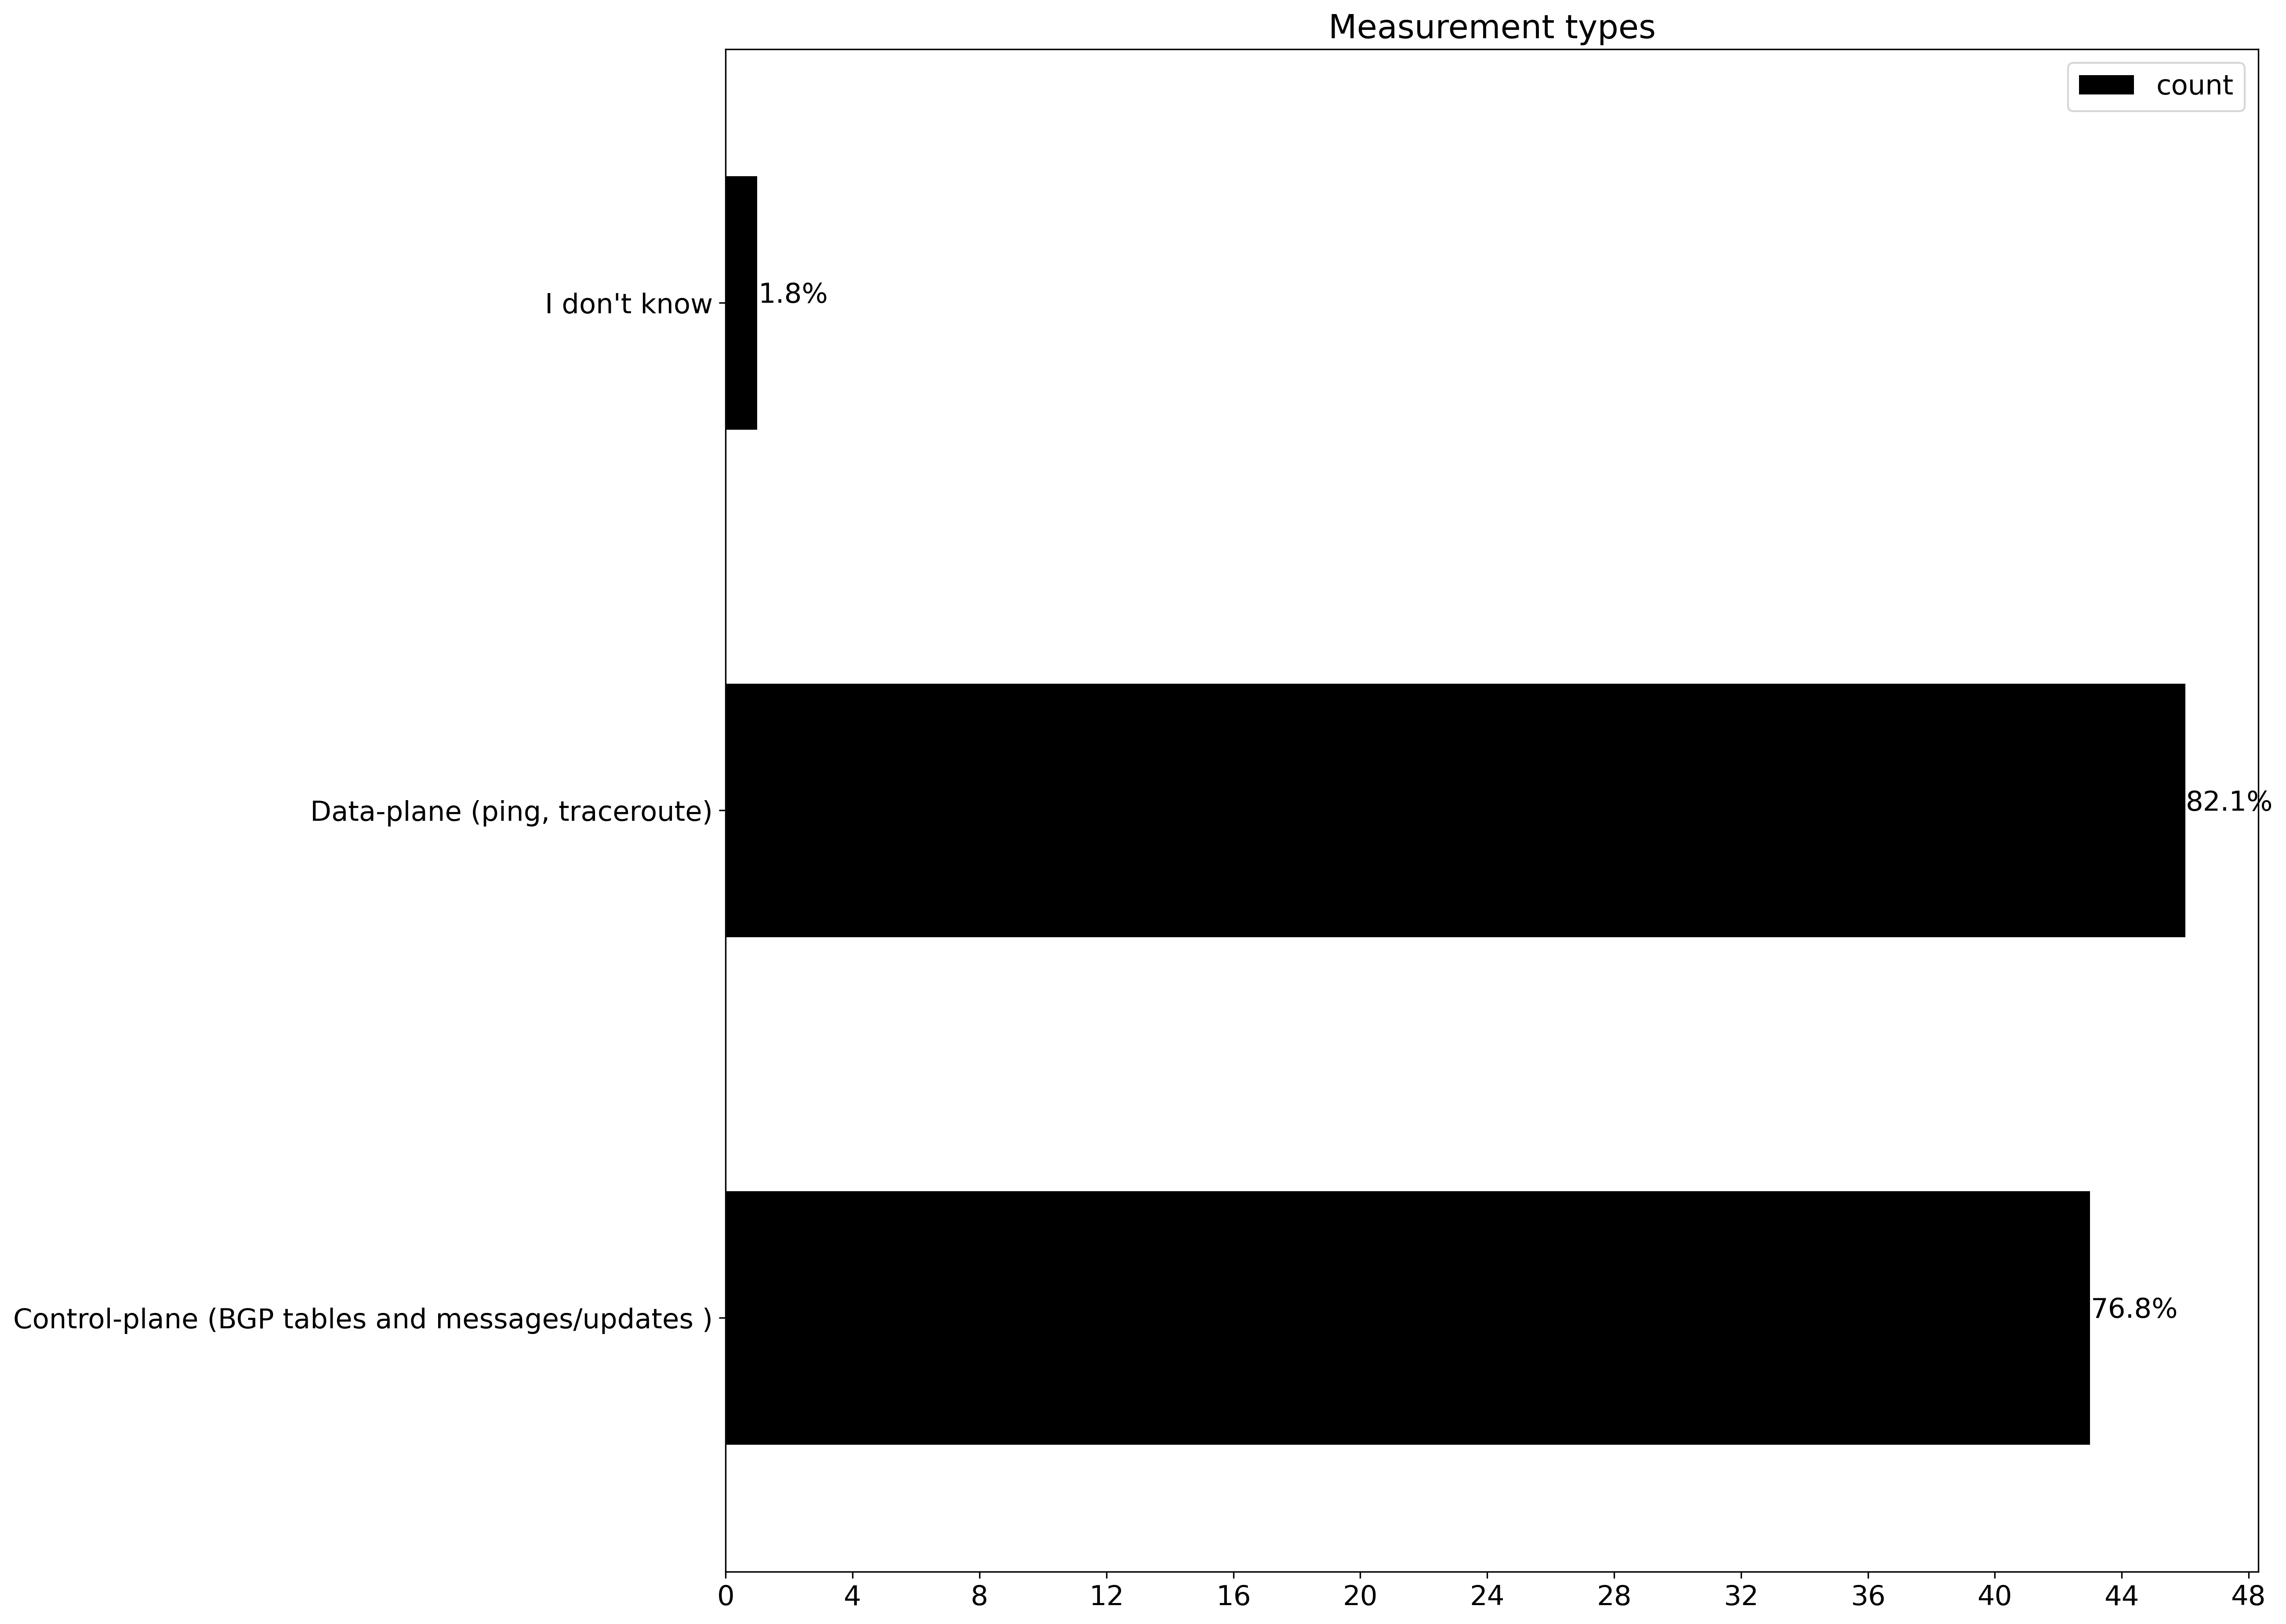 Measurement types
count
I don't know
1.8%
Data-plane (ping, traceroute)
82.1%
Control-plane (BGP tables and messages/updates )
76.8%
0 4 8 12 16 20 24 28 32 36 40 44 48